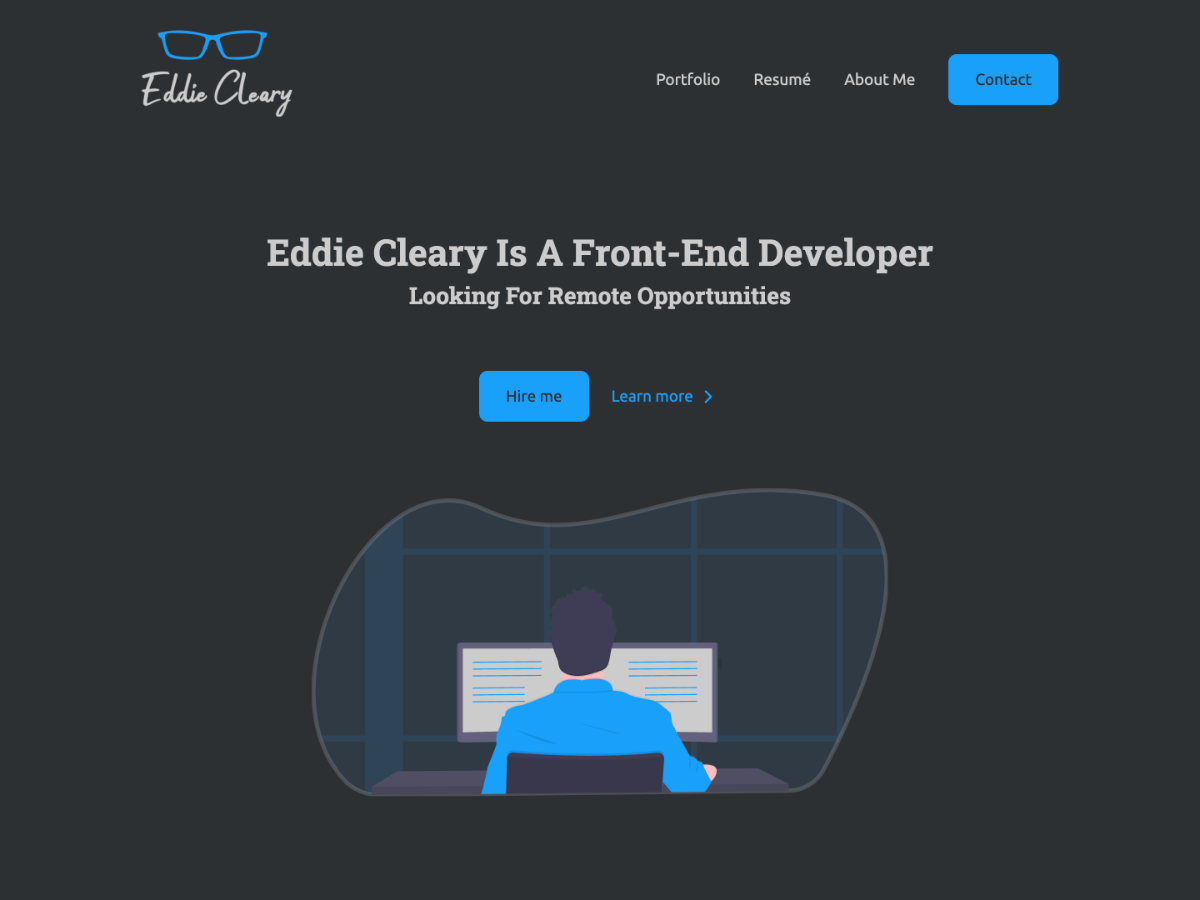 Eddie Cleary
Portfolio Resumé About Me Contact
Eddie Cleary Is A Front-End Developer
Looking For Remote Opportunities
Hire me Learn more